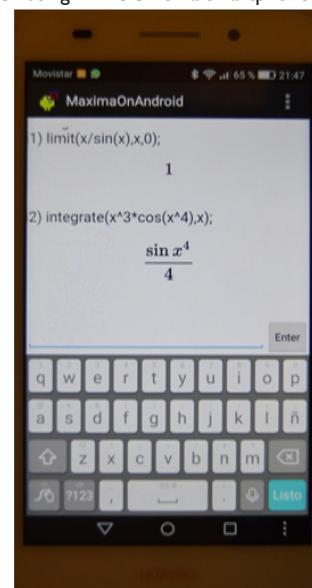 Movistar 65 % 21:47
MaximaOnAndroid
1) limit(x/sin(x),x,0);
1
2) integrate(x^3*cos(x^4),x);
sin x⁴
4
Enter
q w e r t y u i o p
a s d f g h j k l ñ
z x c v b n m
?123 , . Listo
HUAWEI